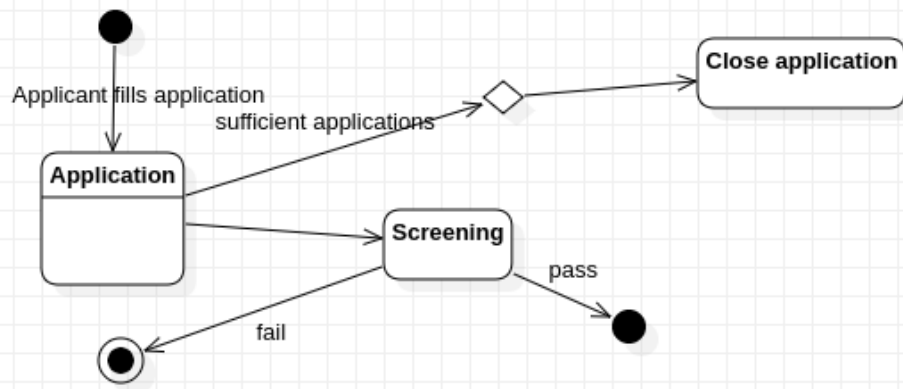 Close application
Applicant fills application
sufficient applications
Application
Screening
pass
fail